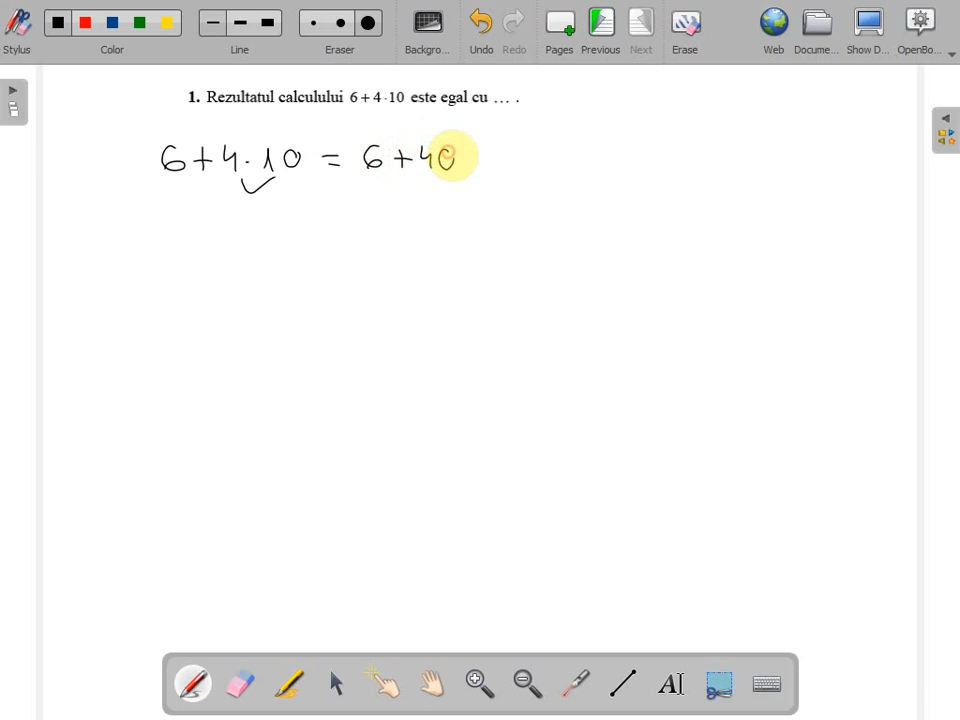 Stylus
Color
Line
Eraser
Backgro...
Undo
Redo
Pages
Previous
Next
Erase
Web
Docume...
Show D...
OpenBo...
1. Rezultatul calculului 6 + 4 · 10 este egal cu … .
6 + 4 · 10 = 6 + 40
A